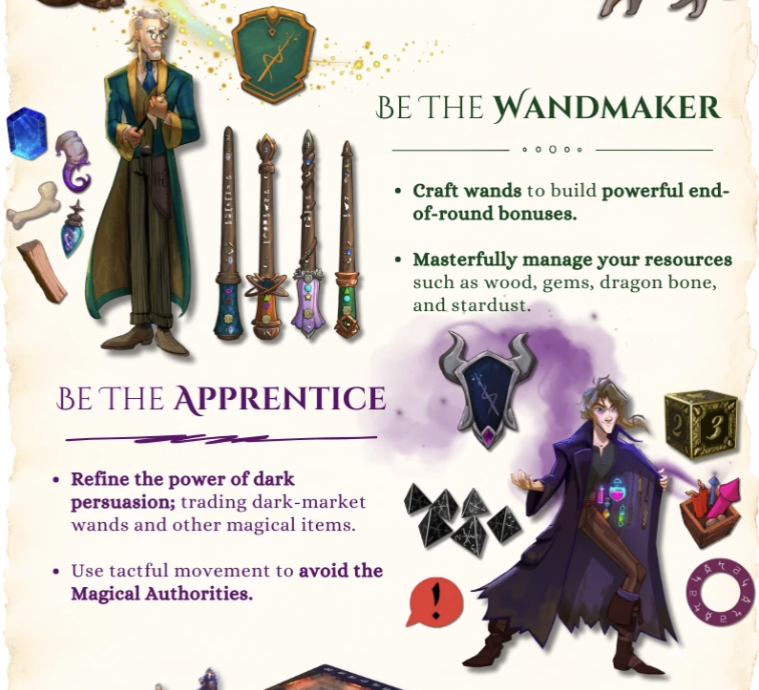 BE THE WANDMAKER
• Craft wands to build powerful end-
of-round bonuses.
• Masterfully manage your resources
such as wood, gems, dragon bone,
and stardust.
BE THE APPRENTICE
• Refine the power of dark
persuasion; trading dark-market
wands and other magical items.
• Use tactful movement to avoid the
Magical Authorities.
2 3
!